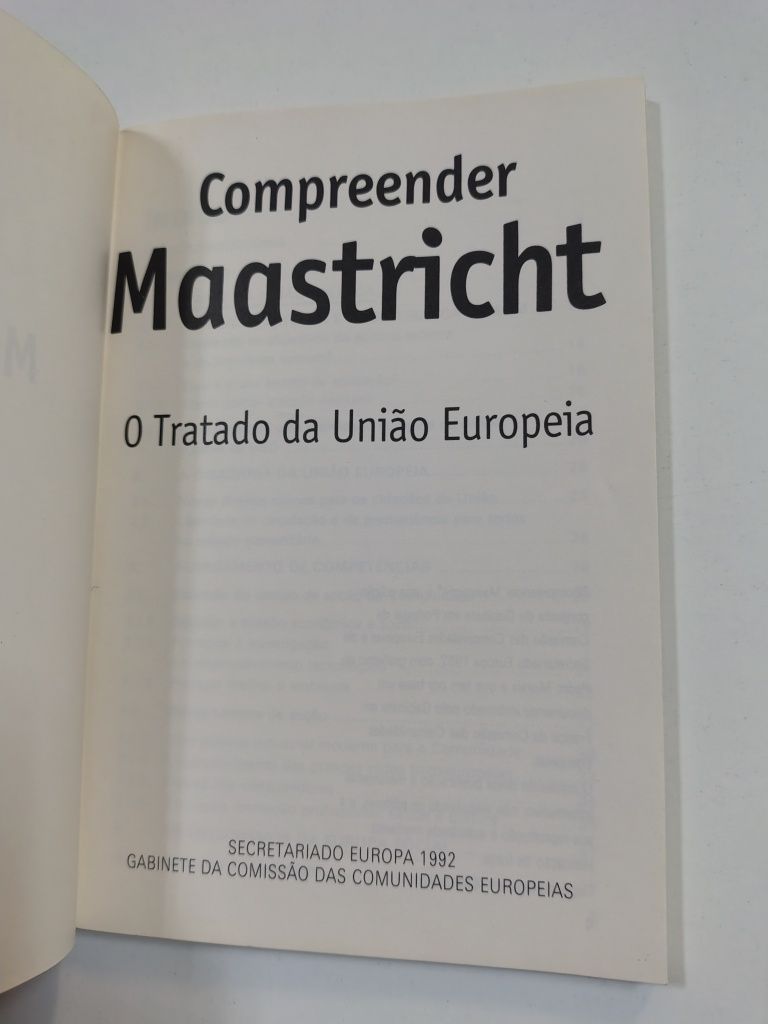 Compreender
Maastricht
O Tratado da União Europeia
SECRETARIADO EUROPA 1992
GABINETE DA COMISSÃO DAS COMUNIDADES EUROPEIAS